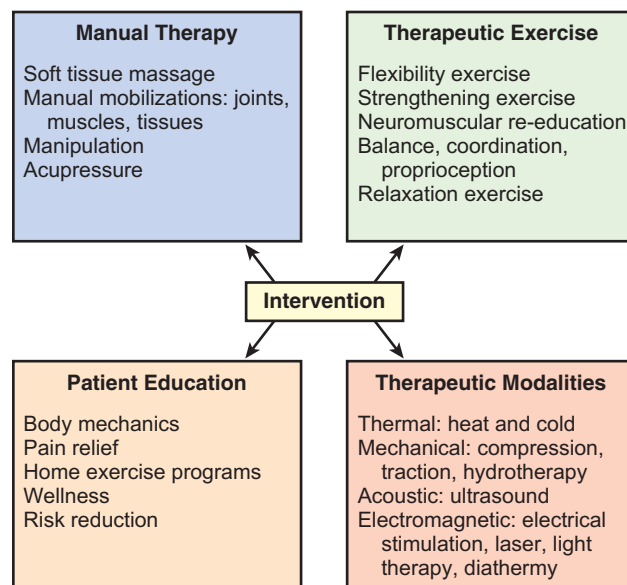 Manual Therapy
Soft tissue massage
Manual mobilizations: joints,
muscles, tissues
Manipulation
Acupressure
Therapeutic Exercise
Flexibility exercise
Strengthening exercise
Neuromuscular re-education
Balance, coordination,
proprioception
Relaxation exercise
Intervention
Patient Education
Body mechanics
Pain relief
Home exercise programs
Wellness
Risk reduction
Therapeutic Modalities
Thermal: heat and cold
Mechanical: compression,
traction, hydrotherapy
Acoustic: ultrasound
Electromagnetic: electrical
stimulation, laser, light
therapy, diathermy